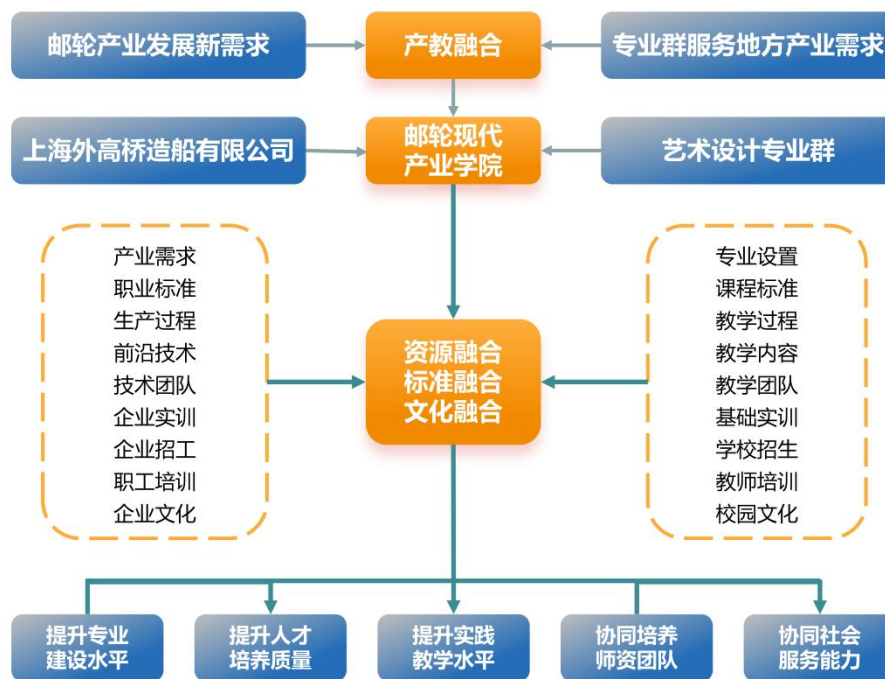 邮轮产业发展新需求
产教融合
专业群服务地方产业需求
上海外高桥造船有限公司
邮轮现代
产业学院
艺术设计专业群
产业需求
职业标准
生产过程
前沿技术
技术团队
企业实训
企业招工
职工培训
企业文化
资源融合
标准融合
文化融合
专业设置
课程标准
教学过程
教学内容
教学团队
基础实训
学校招生
教师培训
校园文化
提升专业
建设水平
提升人才
培养质量
提升实践
教学水平
协同培养
师资团队
协同社会
服务能力